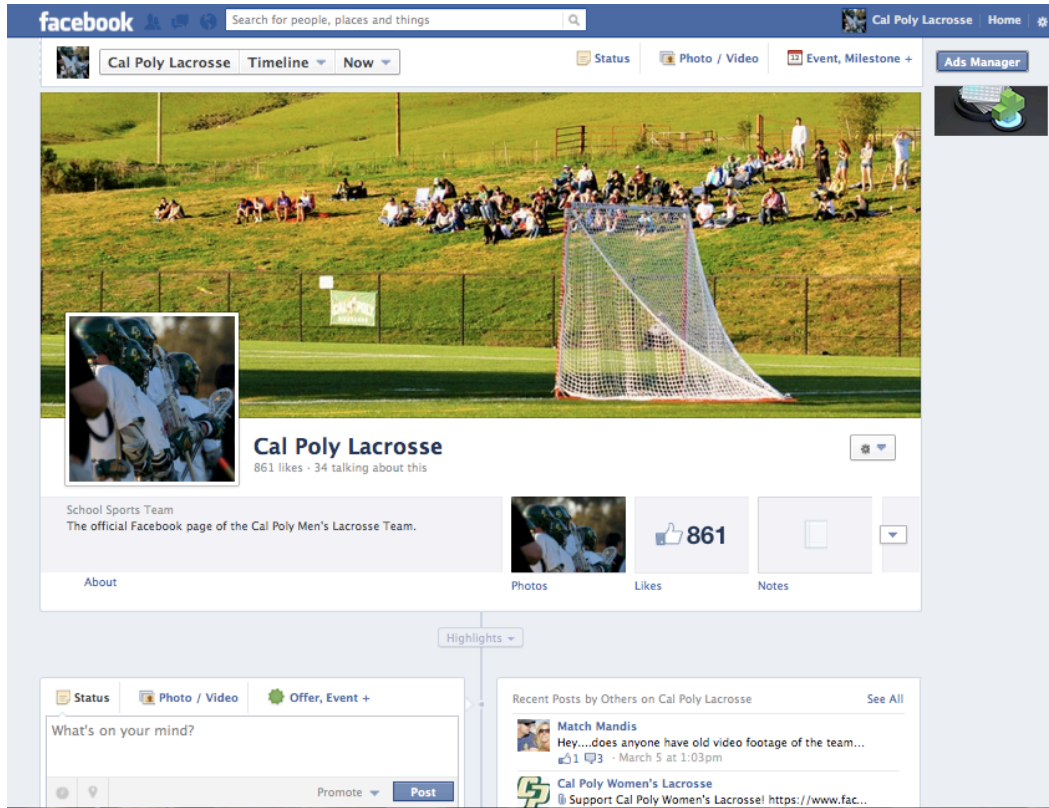 facebook
Search for people, places and things
Cal Poly Lacrosse
Home
Cal Poly Lacrosse
Timeline
Now
Status
Photo / Video
Event, Milestone +
Ads Manager
CAL POLY
Cal Poly Lacrosse
861 likes · 34 talking about this
School Sports Team
The official Facebook page of the Cal Poly Men's Lacrosse Team.
About
861
Photos
Likes
Notes
Highlights
Status
Photo / Video
Offer, Event +
What's on your mind?
Promote
Post
Recent Posts by Others on Cal Poly Lacrosse
See All
Match Mandis
Hey....does anyone have old video footage of the team...
1 3 · March 5 at 1:03pm
Cal Poly Women's Lacrosse
Support Cal Poly Women's Lacrosse! https://www.fac...